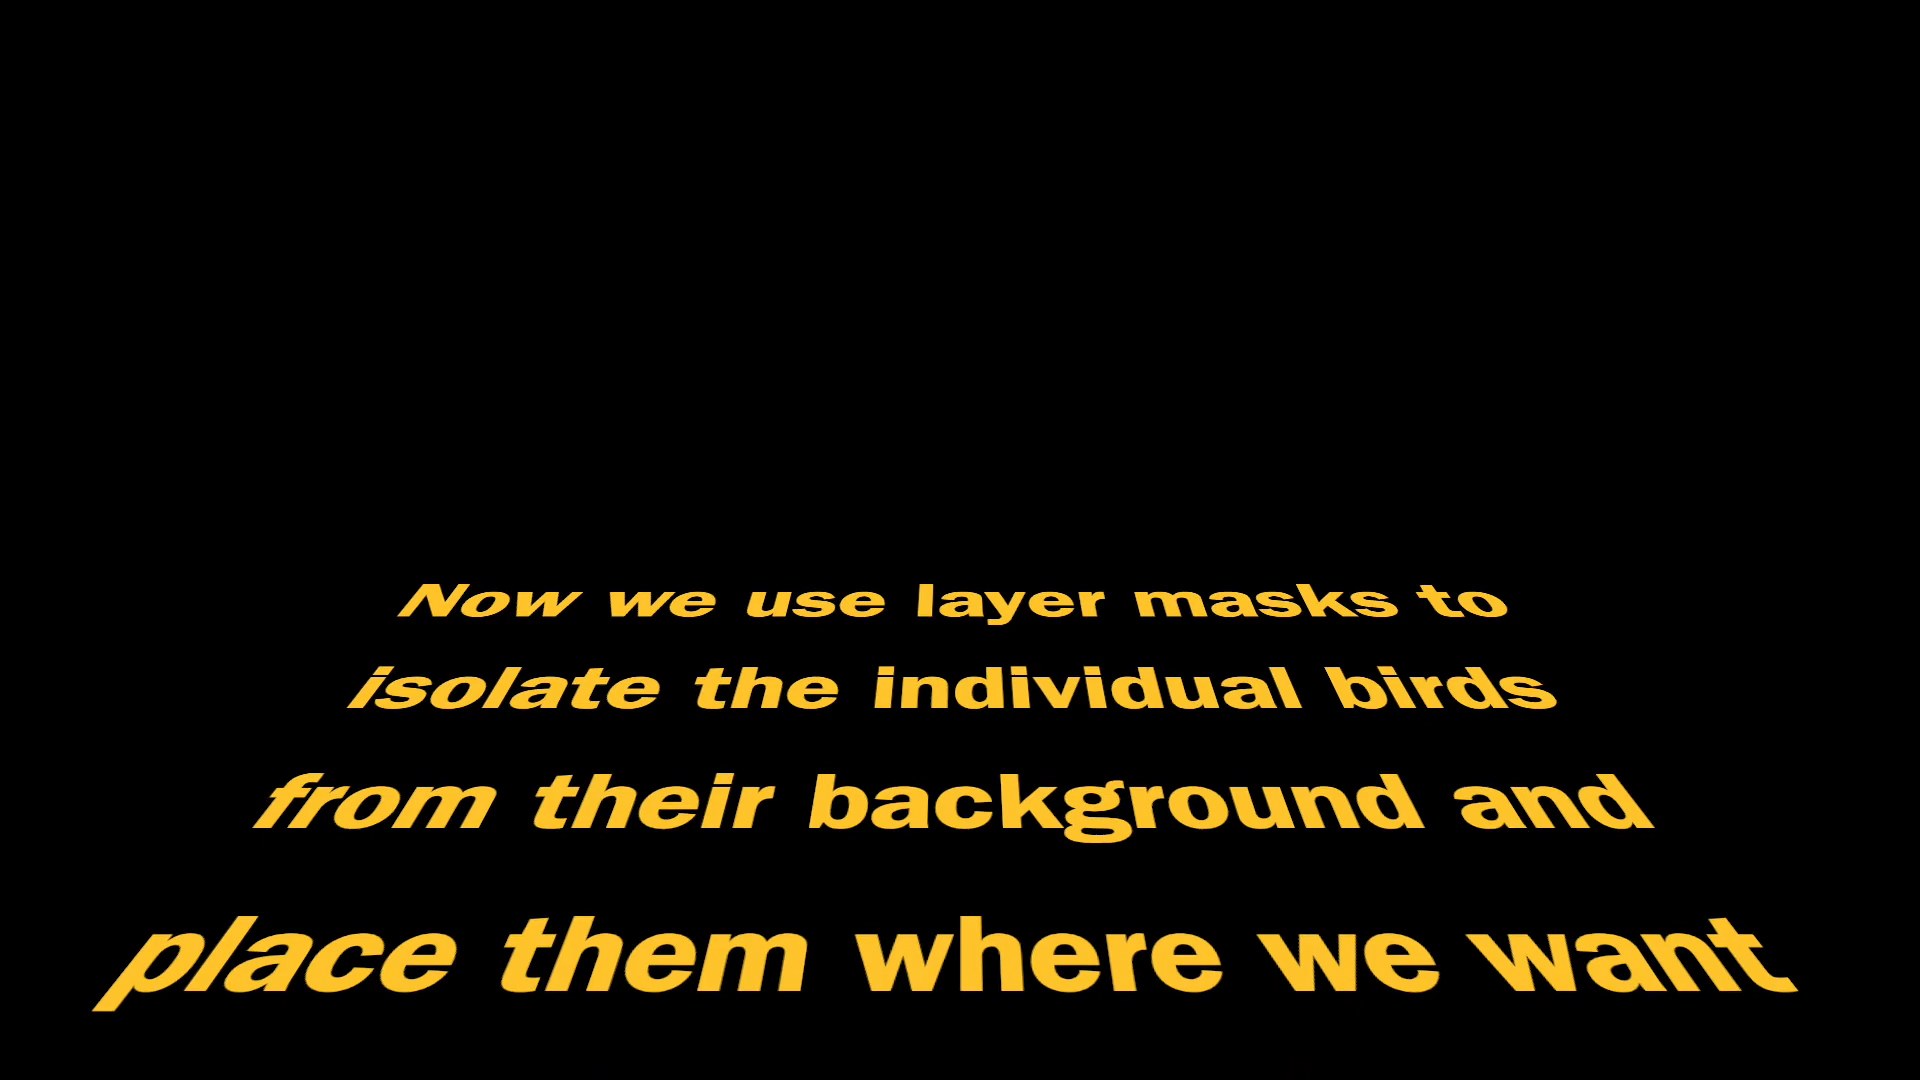 Now we use layer masks to
isolate the individual birds
from their background and
place them where we want